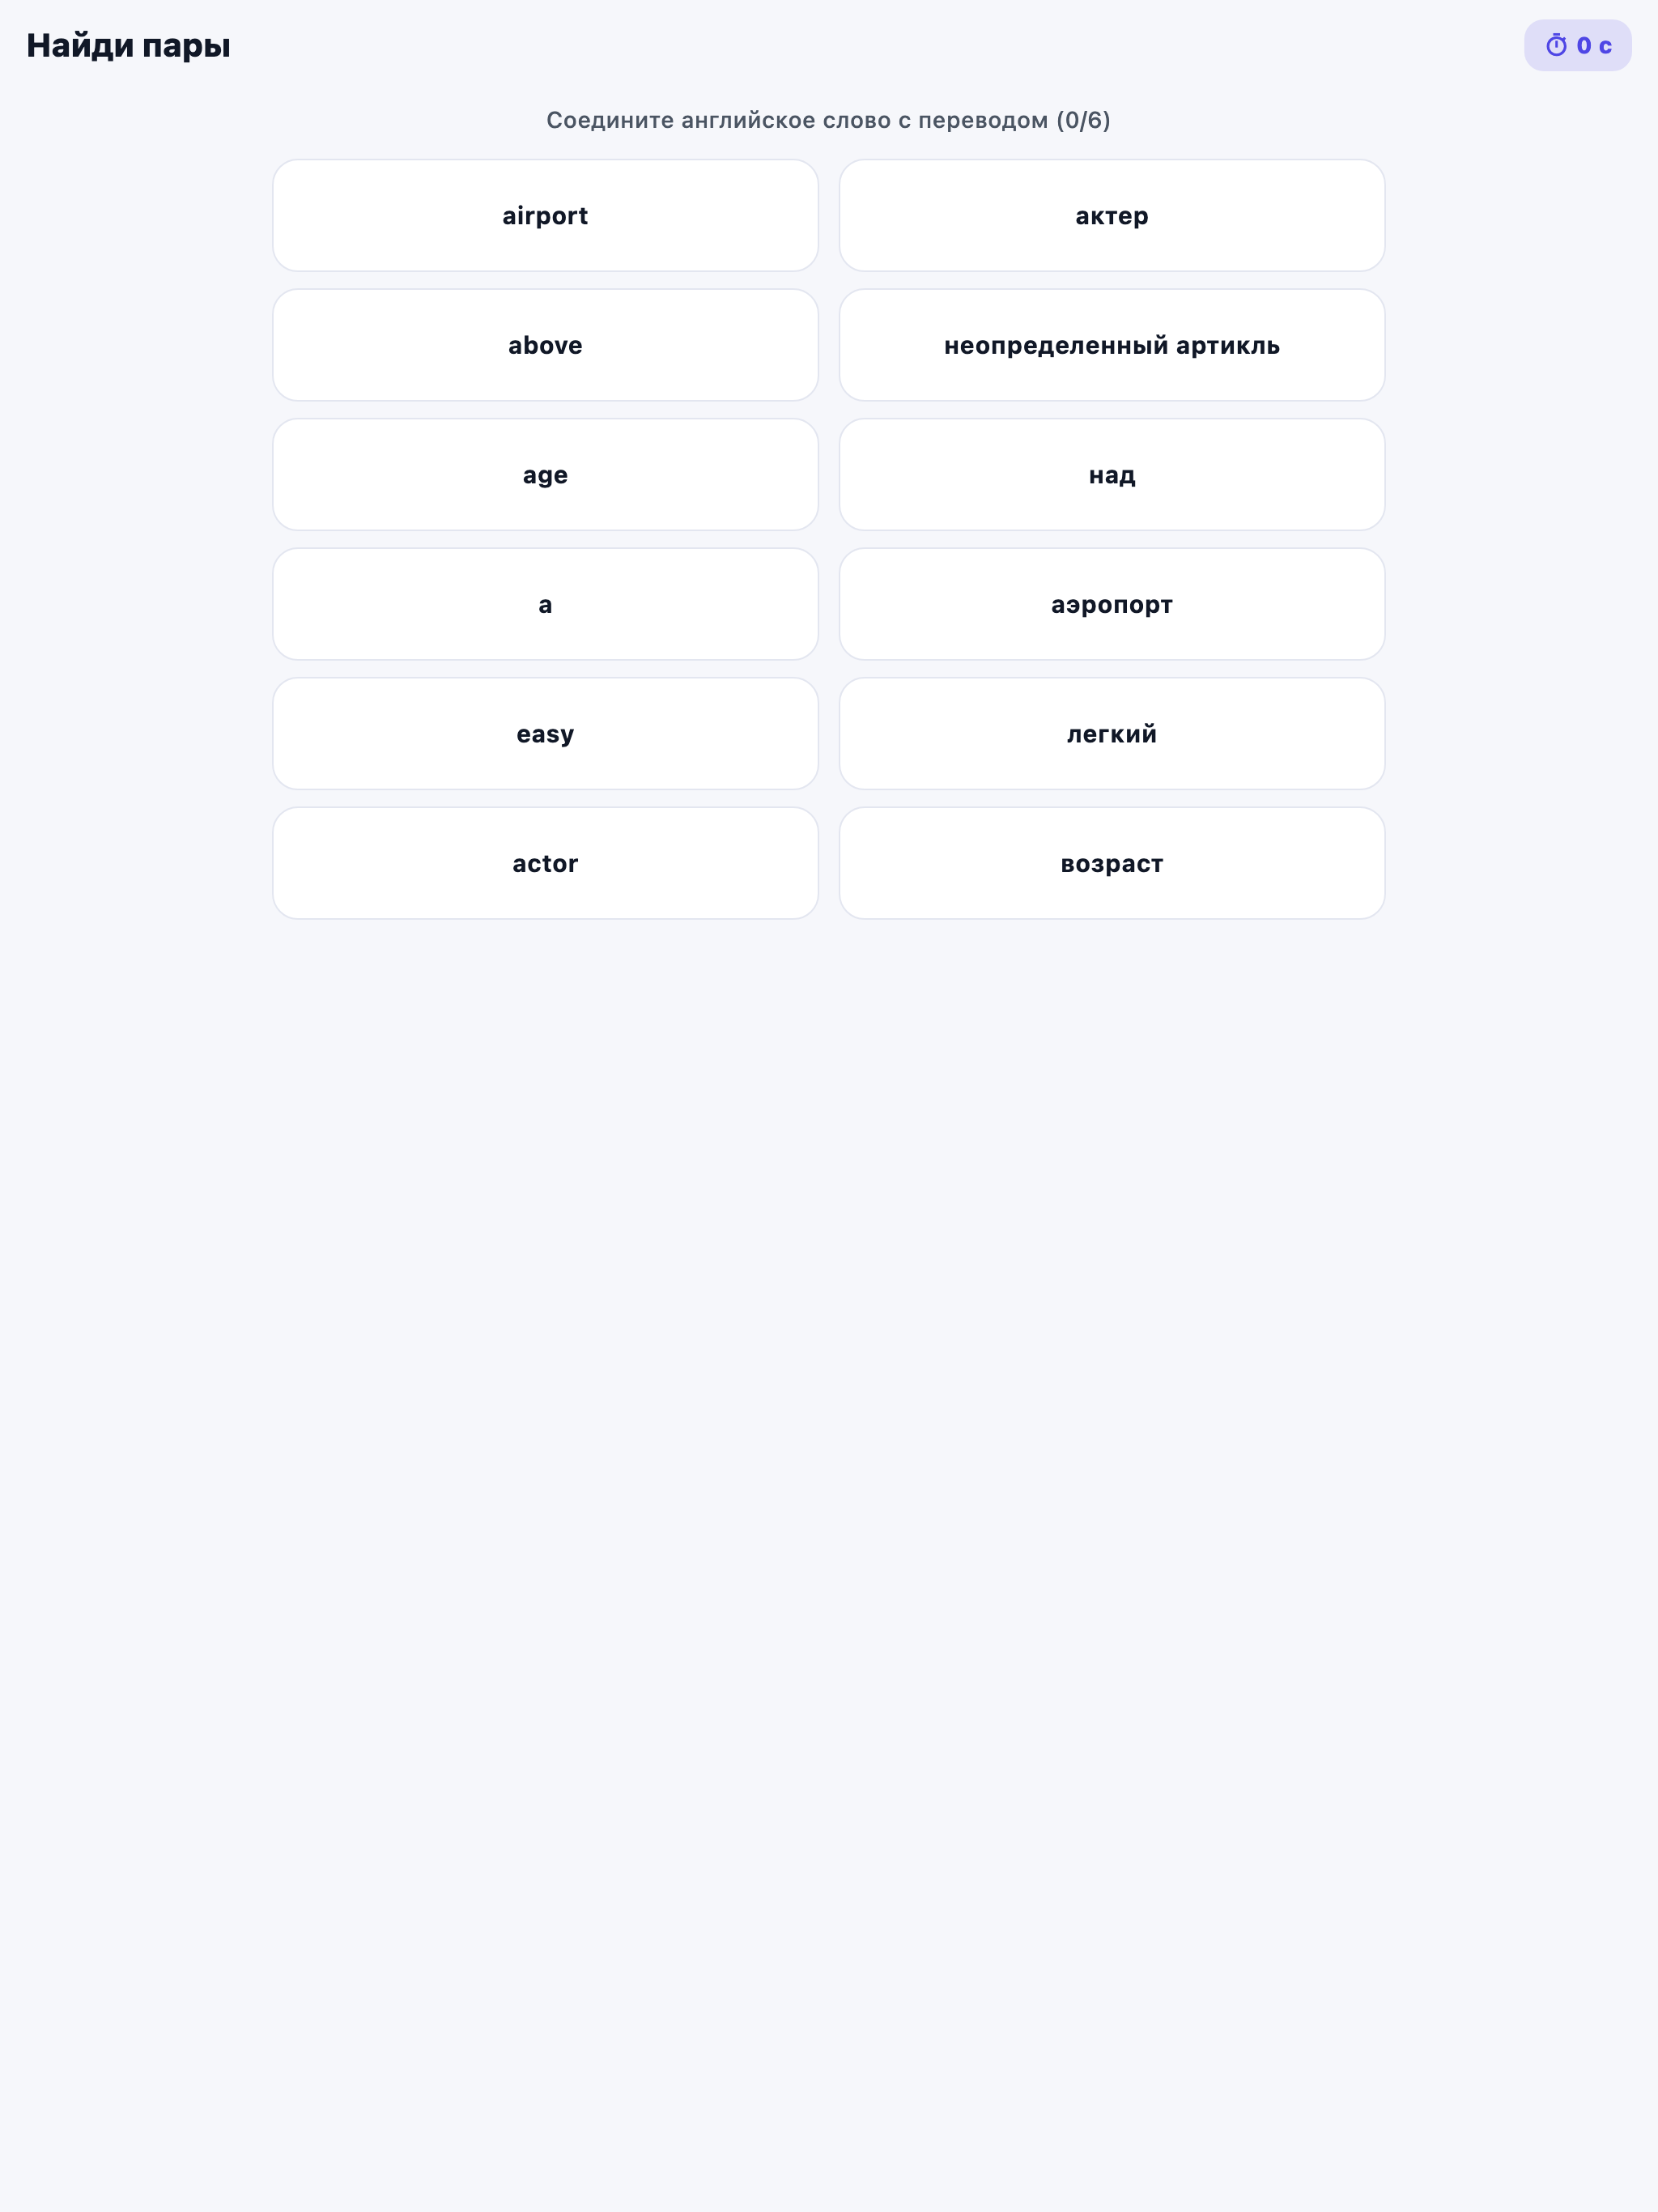 Найди пары
0 с
Соедините английское слово с переводом (0/6)
airport
актер
above
неопределенный артикль
age
над
a
аэропорт
easy
легкий
actor
возраст